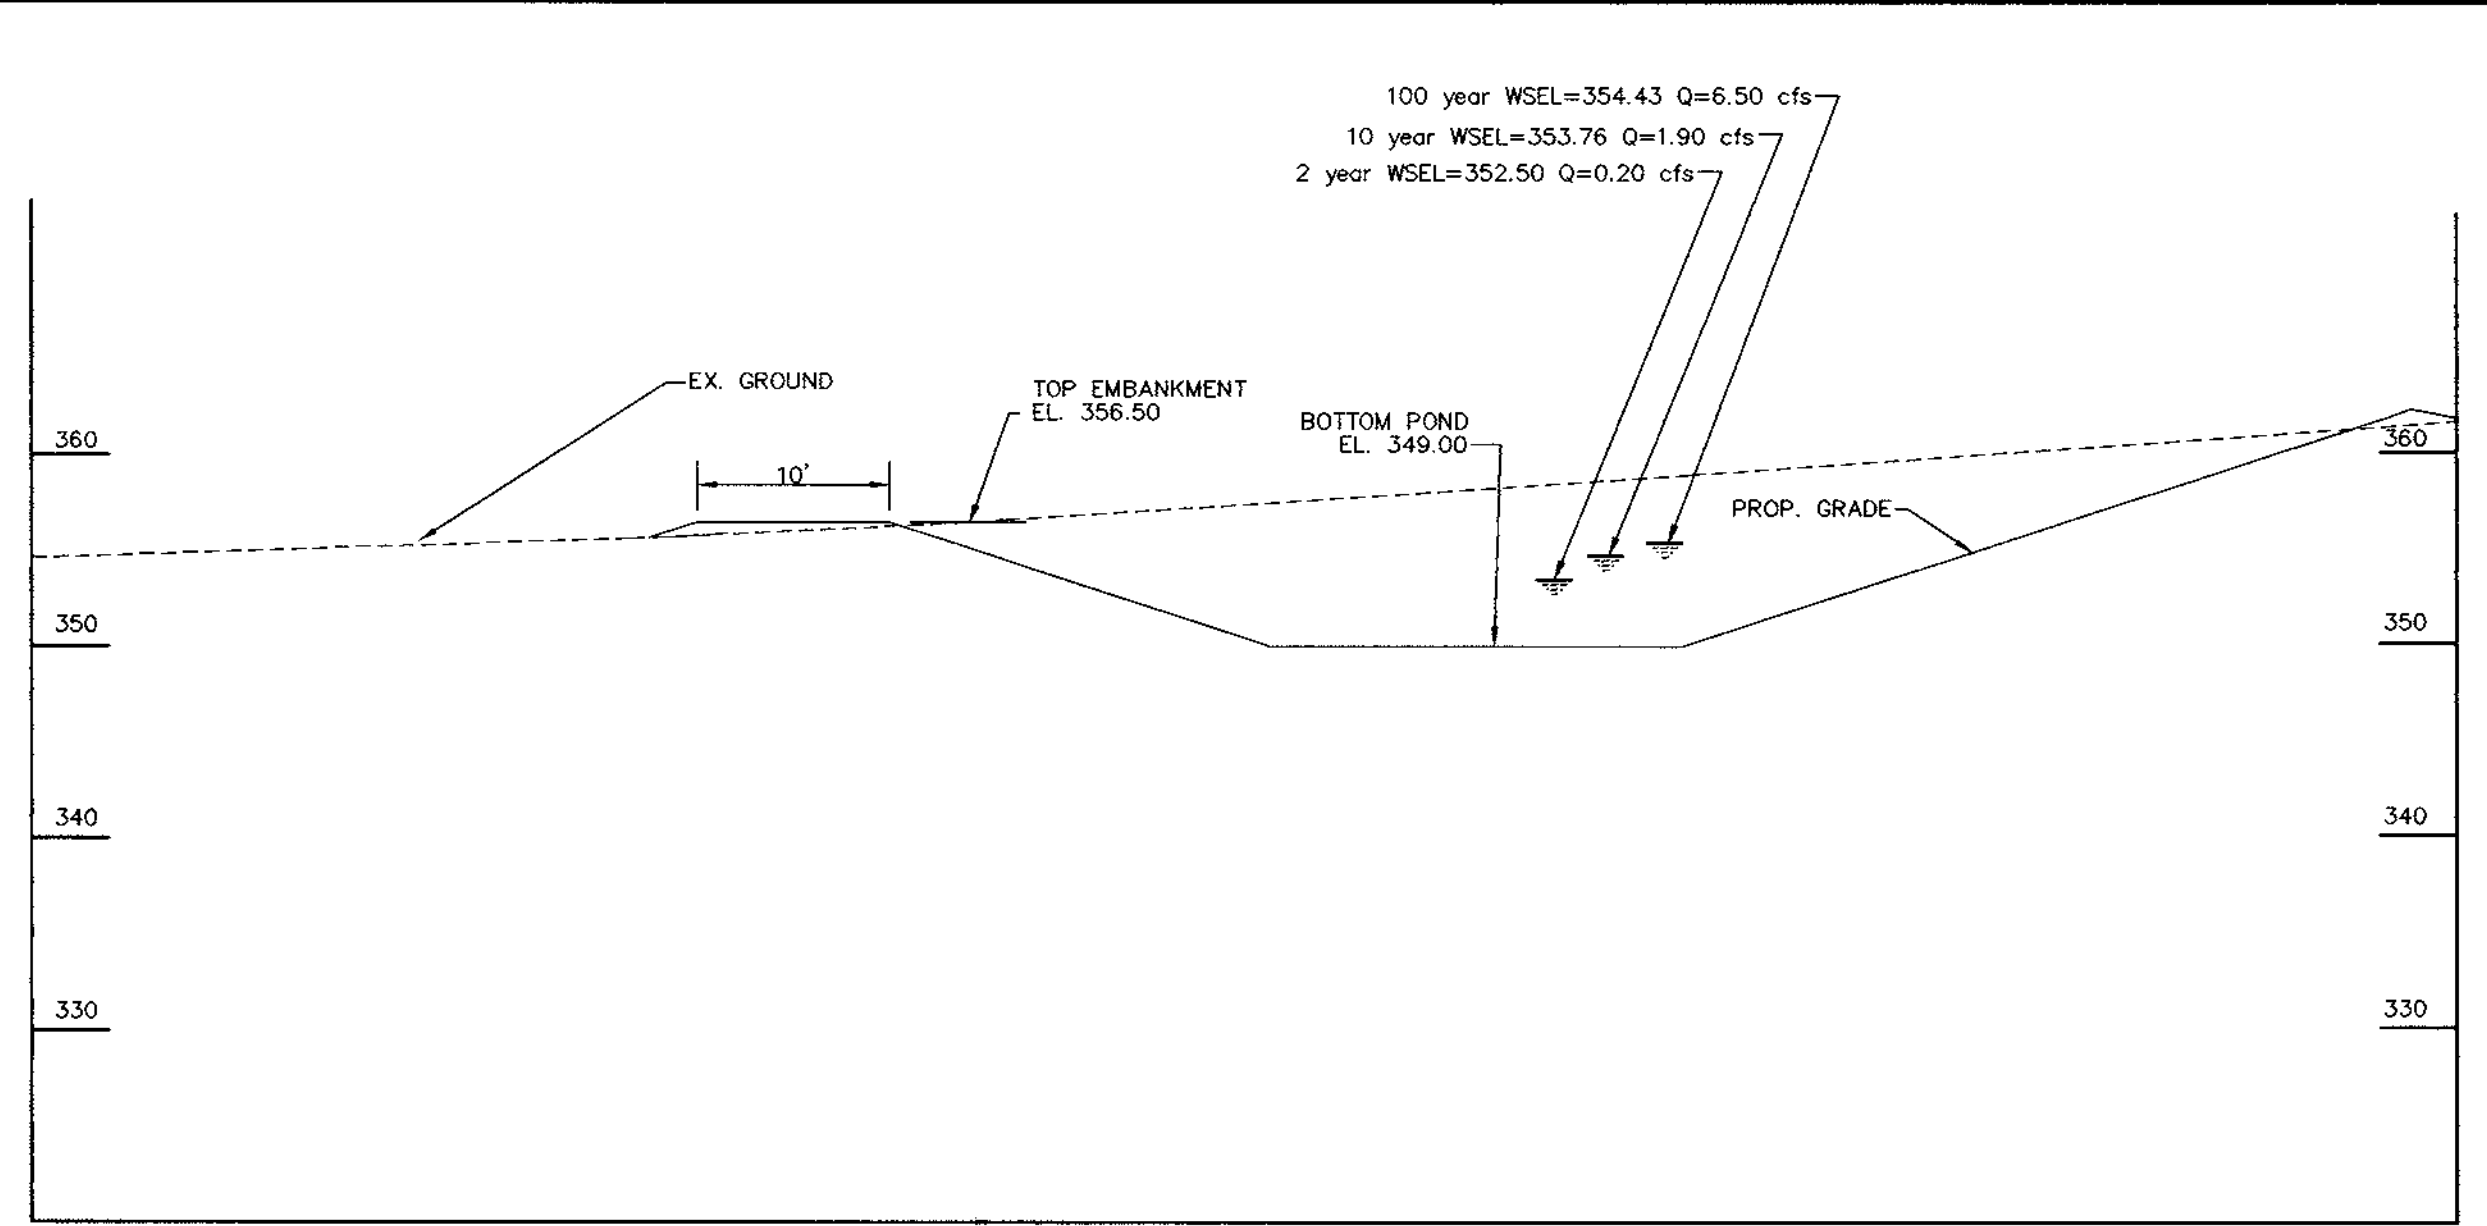 100 year WSEL=354.43 Q=6.50 cfs
10 year WSEL=353.76 Q=1.90 cfs
2 year WSEL=352.50 Q=0.20 cfs
EX. GROUND
TOP EMBANKMENT
EL. 356.50
BOTTOM POND
EL. 349.00
360
360
10'
PROP. GRADE
350
350
340
340
330
330